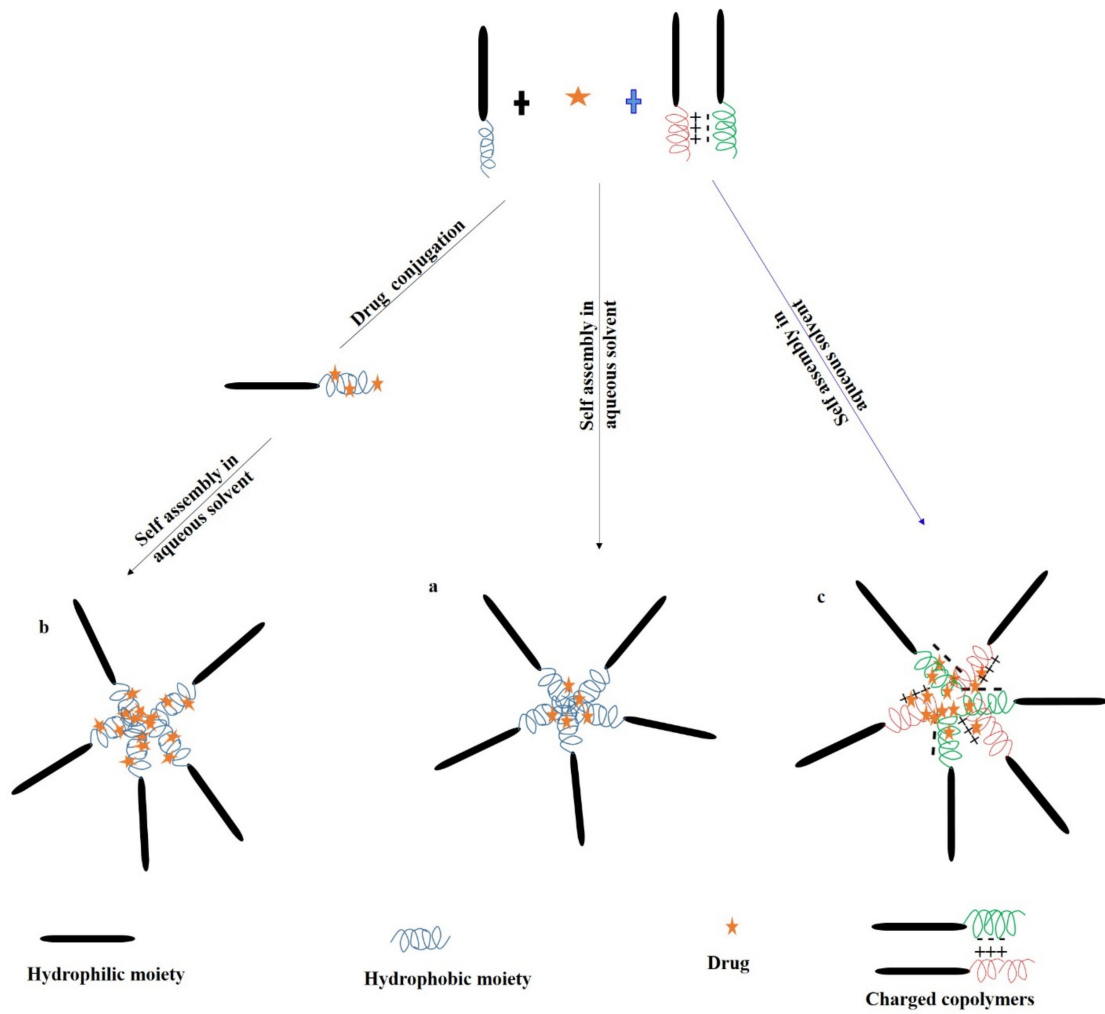 +++
---
Drug conjugation
Self assembly in
aqueous solvent
Self assembly in
aqueous solvent
Self assembly in
aqueous solvent
b
a
c
+++
+++
+++
Hydrophilic moiety
Hydrophobic moiety
Drug
---
+++
Charged copolymers